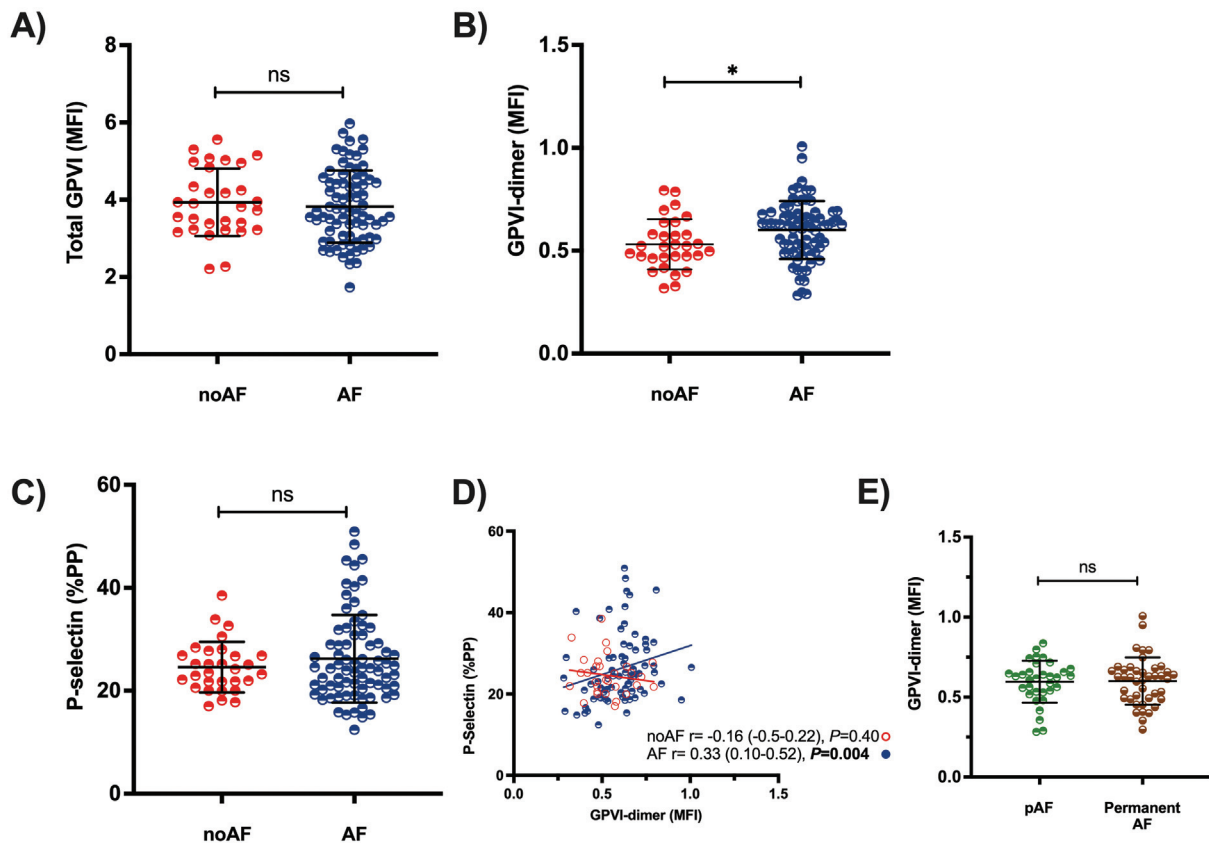 A)
Total GPVI (MFI)
8
6
4
2
0
ns
noAF
AF
B)
GPVI-dimer (MFI)
1.5
1.0
0.5
0.0
*
noAF
AF
C)
P-selectin (%PP)
60
40
20
0
ns
noAF
AF
D)
P-Selectin (%PP)
60
40
20
0
noAF r= -0.16 (-0.5-0.22), P=0.40
AF r= 0.33 (0.10-0.52), P=0.004
0.0
0.5
1.0
1.5
GPVI-dimer (MFI)
E)
GPVI-dimer (MFI)
1.5
1.0
0.5
0.0
ns
pAF
Permanent
AF